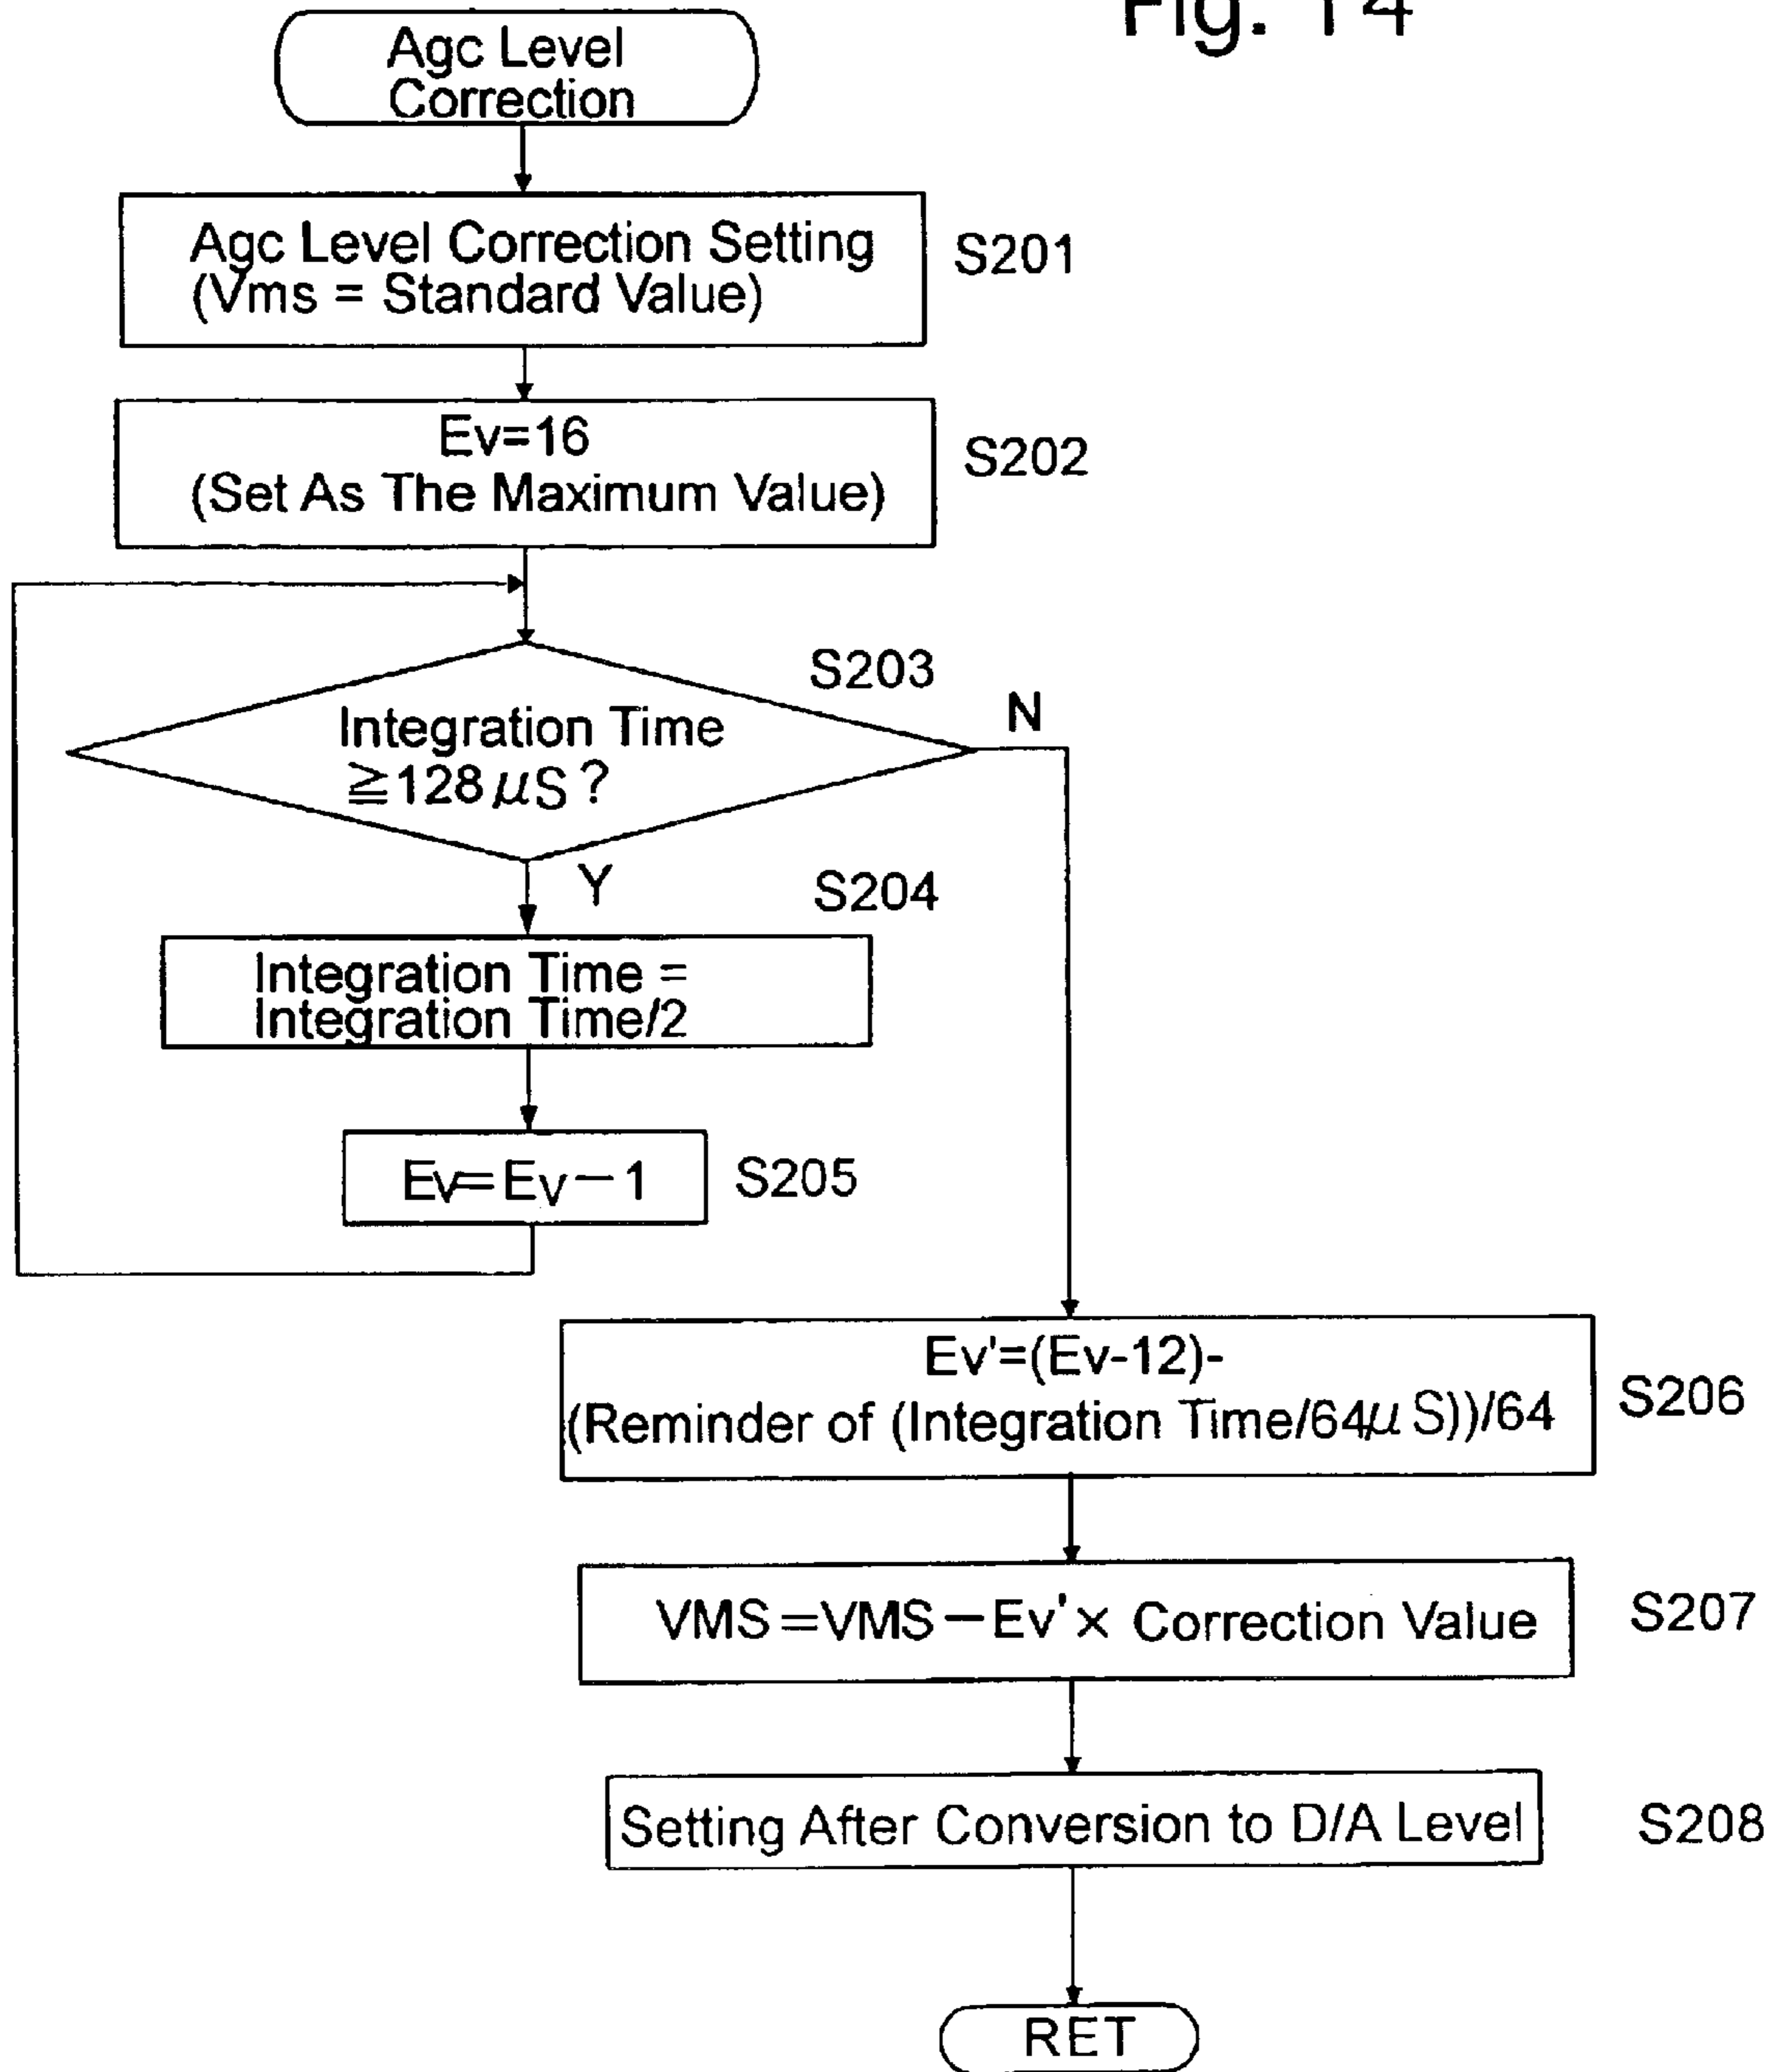 Fig. 14
Agc Level
Correction
Agc Level Correction Setting
(Vms = Standard Value)
S201
Ev=16
(Set As The Maximum Value)
S202
S203
Integration Time
≧128μS?
N
Y
S204
Integration Time =
Integration Time/2
Ev=Ev−1
S205
Ev'=(Ev-12)-
(Reminder of (Integration Time/64μS))/64
S206
VMS=VMS−Ev'× Correction Value
S207
Setting After Conversion to D/A Level
S208
RET